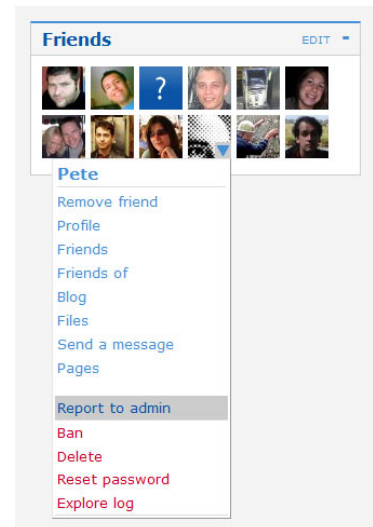 Friends EDIT -
?
Pete
Remove friend
Profile
Friends
Friends of
Blog
Files
Send a message
Pages
Report to admin
Ban
Delete
Reset password
Explore log